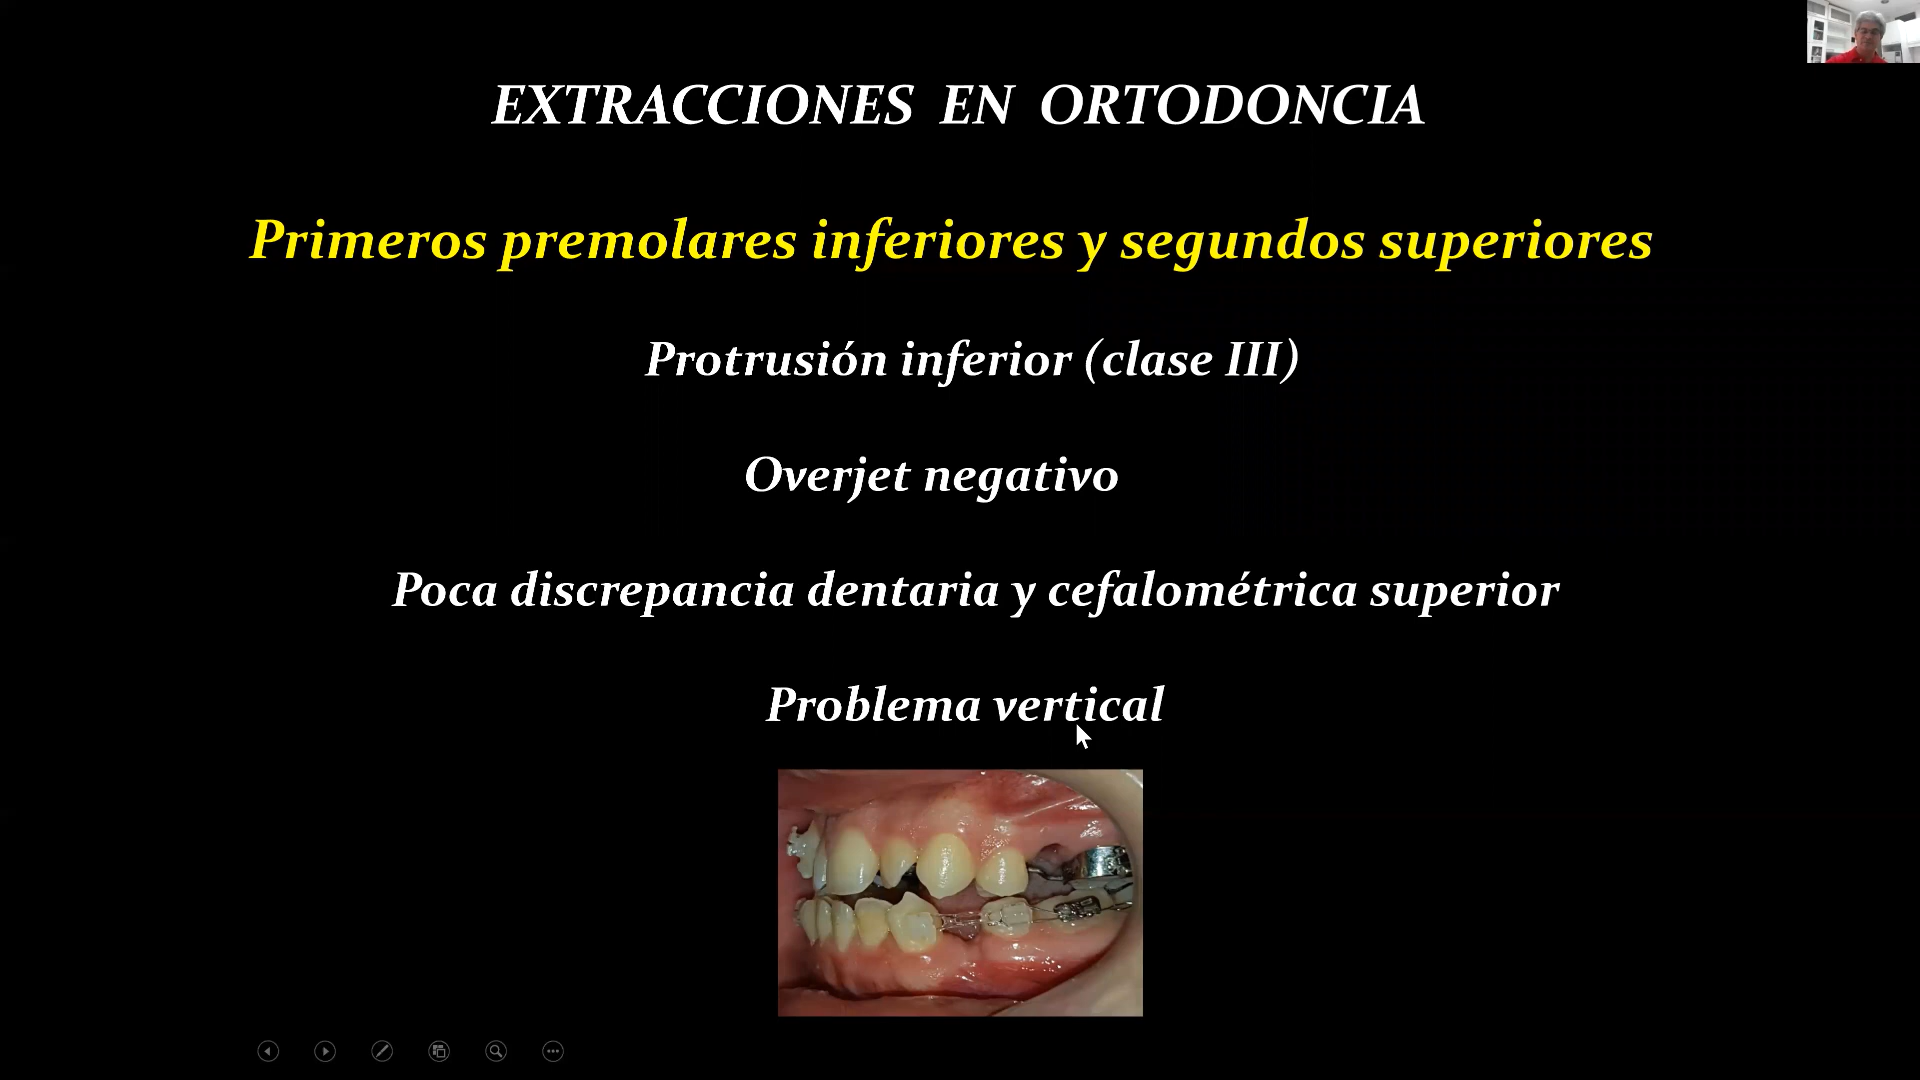 EXTRACCIONES EN ORTODONCIA
Primeros premolares inferiores y segundos superiores
Protrusión inferior (clase III)
Overjet negativo
Poca discrepancia dentaria y cefalométrica superior
Problema vertical